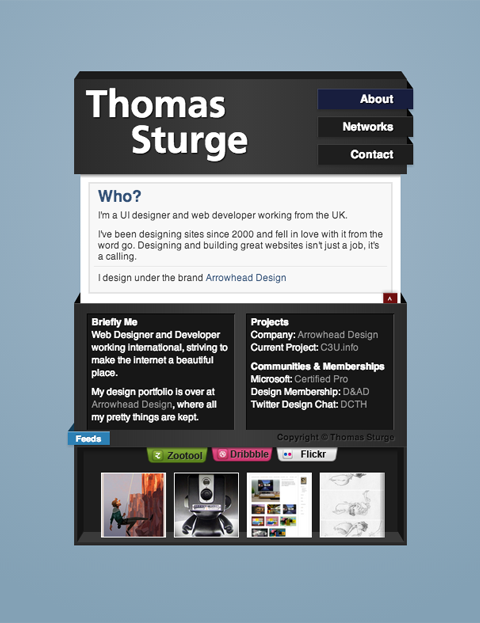 Thomas
Sturge
About
Networks
Contact
Who?
I'm a UI designer and web developer working from the UK.
I've been designing sites since 2000 and fell in love with it from the
word go. Designing and building great websites isn't just a job, it's
a calling.
I design under the brand Arrowhead Design
Briefly Me
Web Designer and Developer
working international, striving to
make the internet a beautiful
place.
My design portfolio is over at
Arrowhead Design, where all
my pretty things are kept.
Projects
Company: Arrowhead Design
Current Project: C3U.info
Communities & Memberships
Microsoft: Certified Pro
Design Membership: D&AD
Twitter Design Chat: DCTH
Copyright © Thomas Sturge
Feeds
Zootool
Dribbble
Flickr